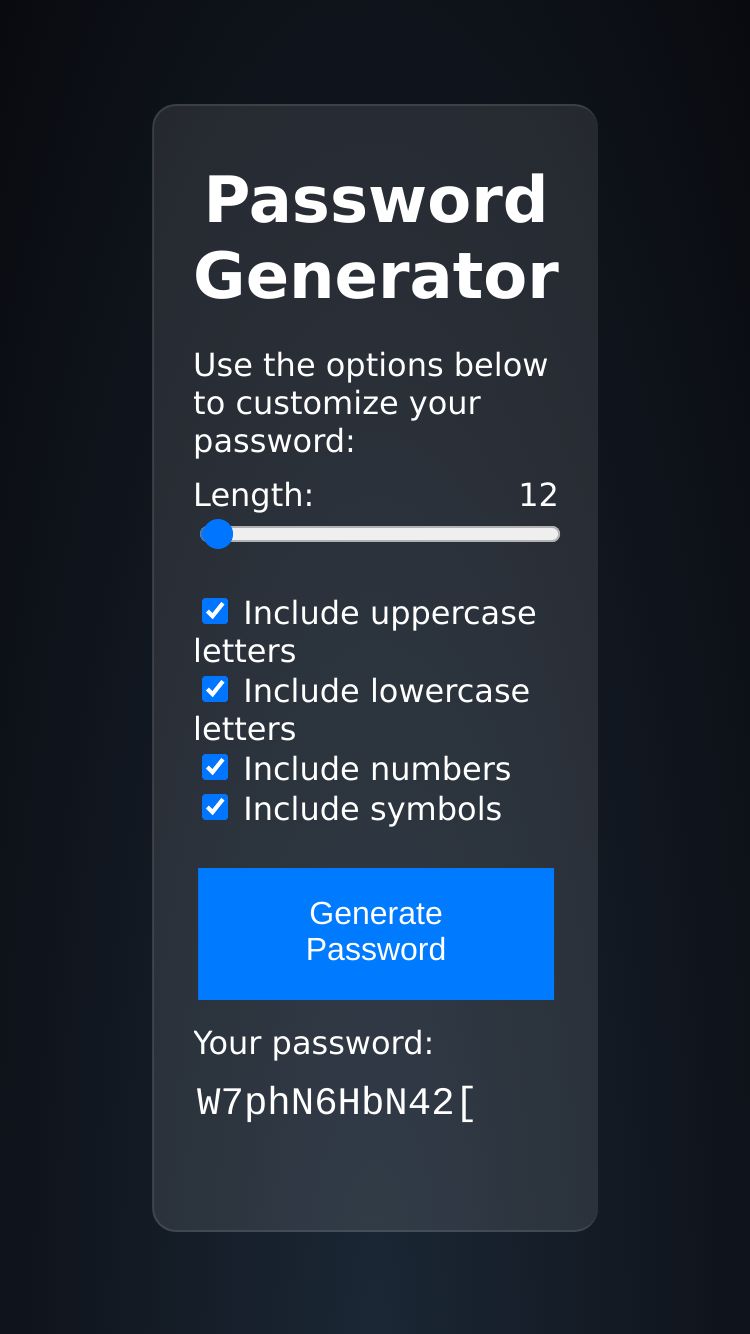 Password
Generator
Use the options below
to customize your
password:
Length: 12
Include uppercase
letters
Include lowercase
letters
Include numbers
Include symbols
Generate
Password
Your password:
W7phN6HbN42[